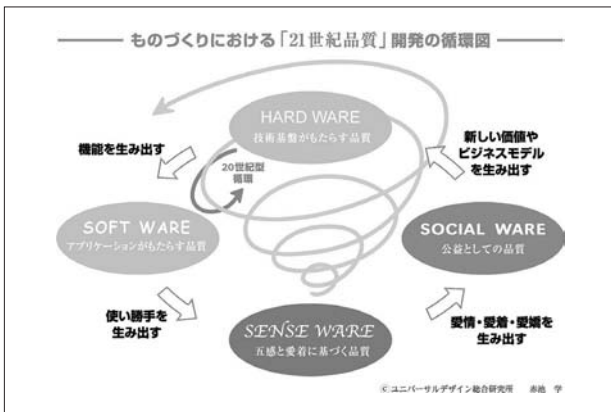 ものづくりにおける「21世紀品質」開発の循環図
HARD WARE
技術基盤がもたらす品質
機能を生み出す
20世紀型
循環
新しい価値や
ビジネスモデル
を生み出す
SOFT WARE
アプリケーションがもたらす品質
SOCIAL WARE
公益としての品質
使い勝手を
生み出す
SENSE WARE
五感と愛着に基づく品質
愛情・愛着・愛嬌を
生み出す
©ユニバーサルデザイン総合研究所 赤池 学